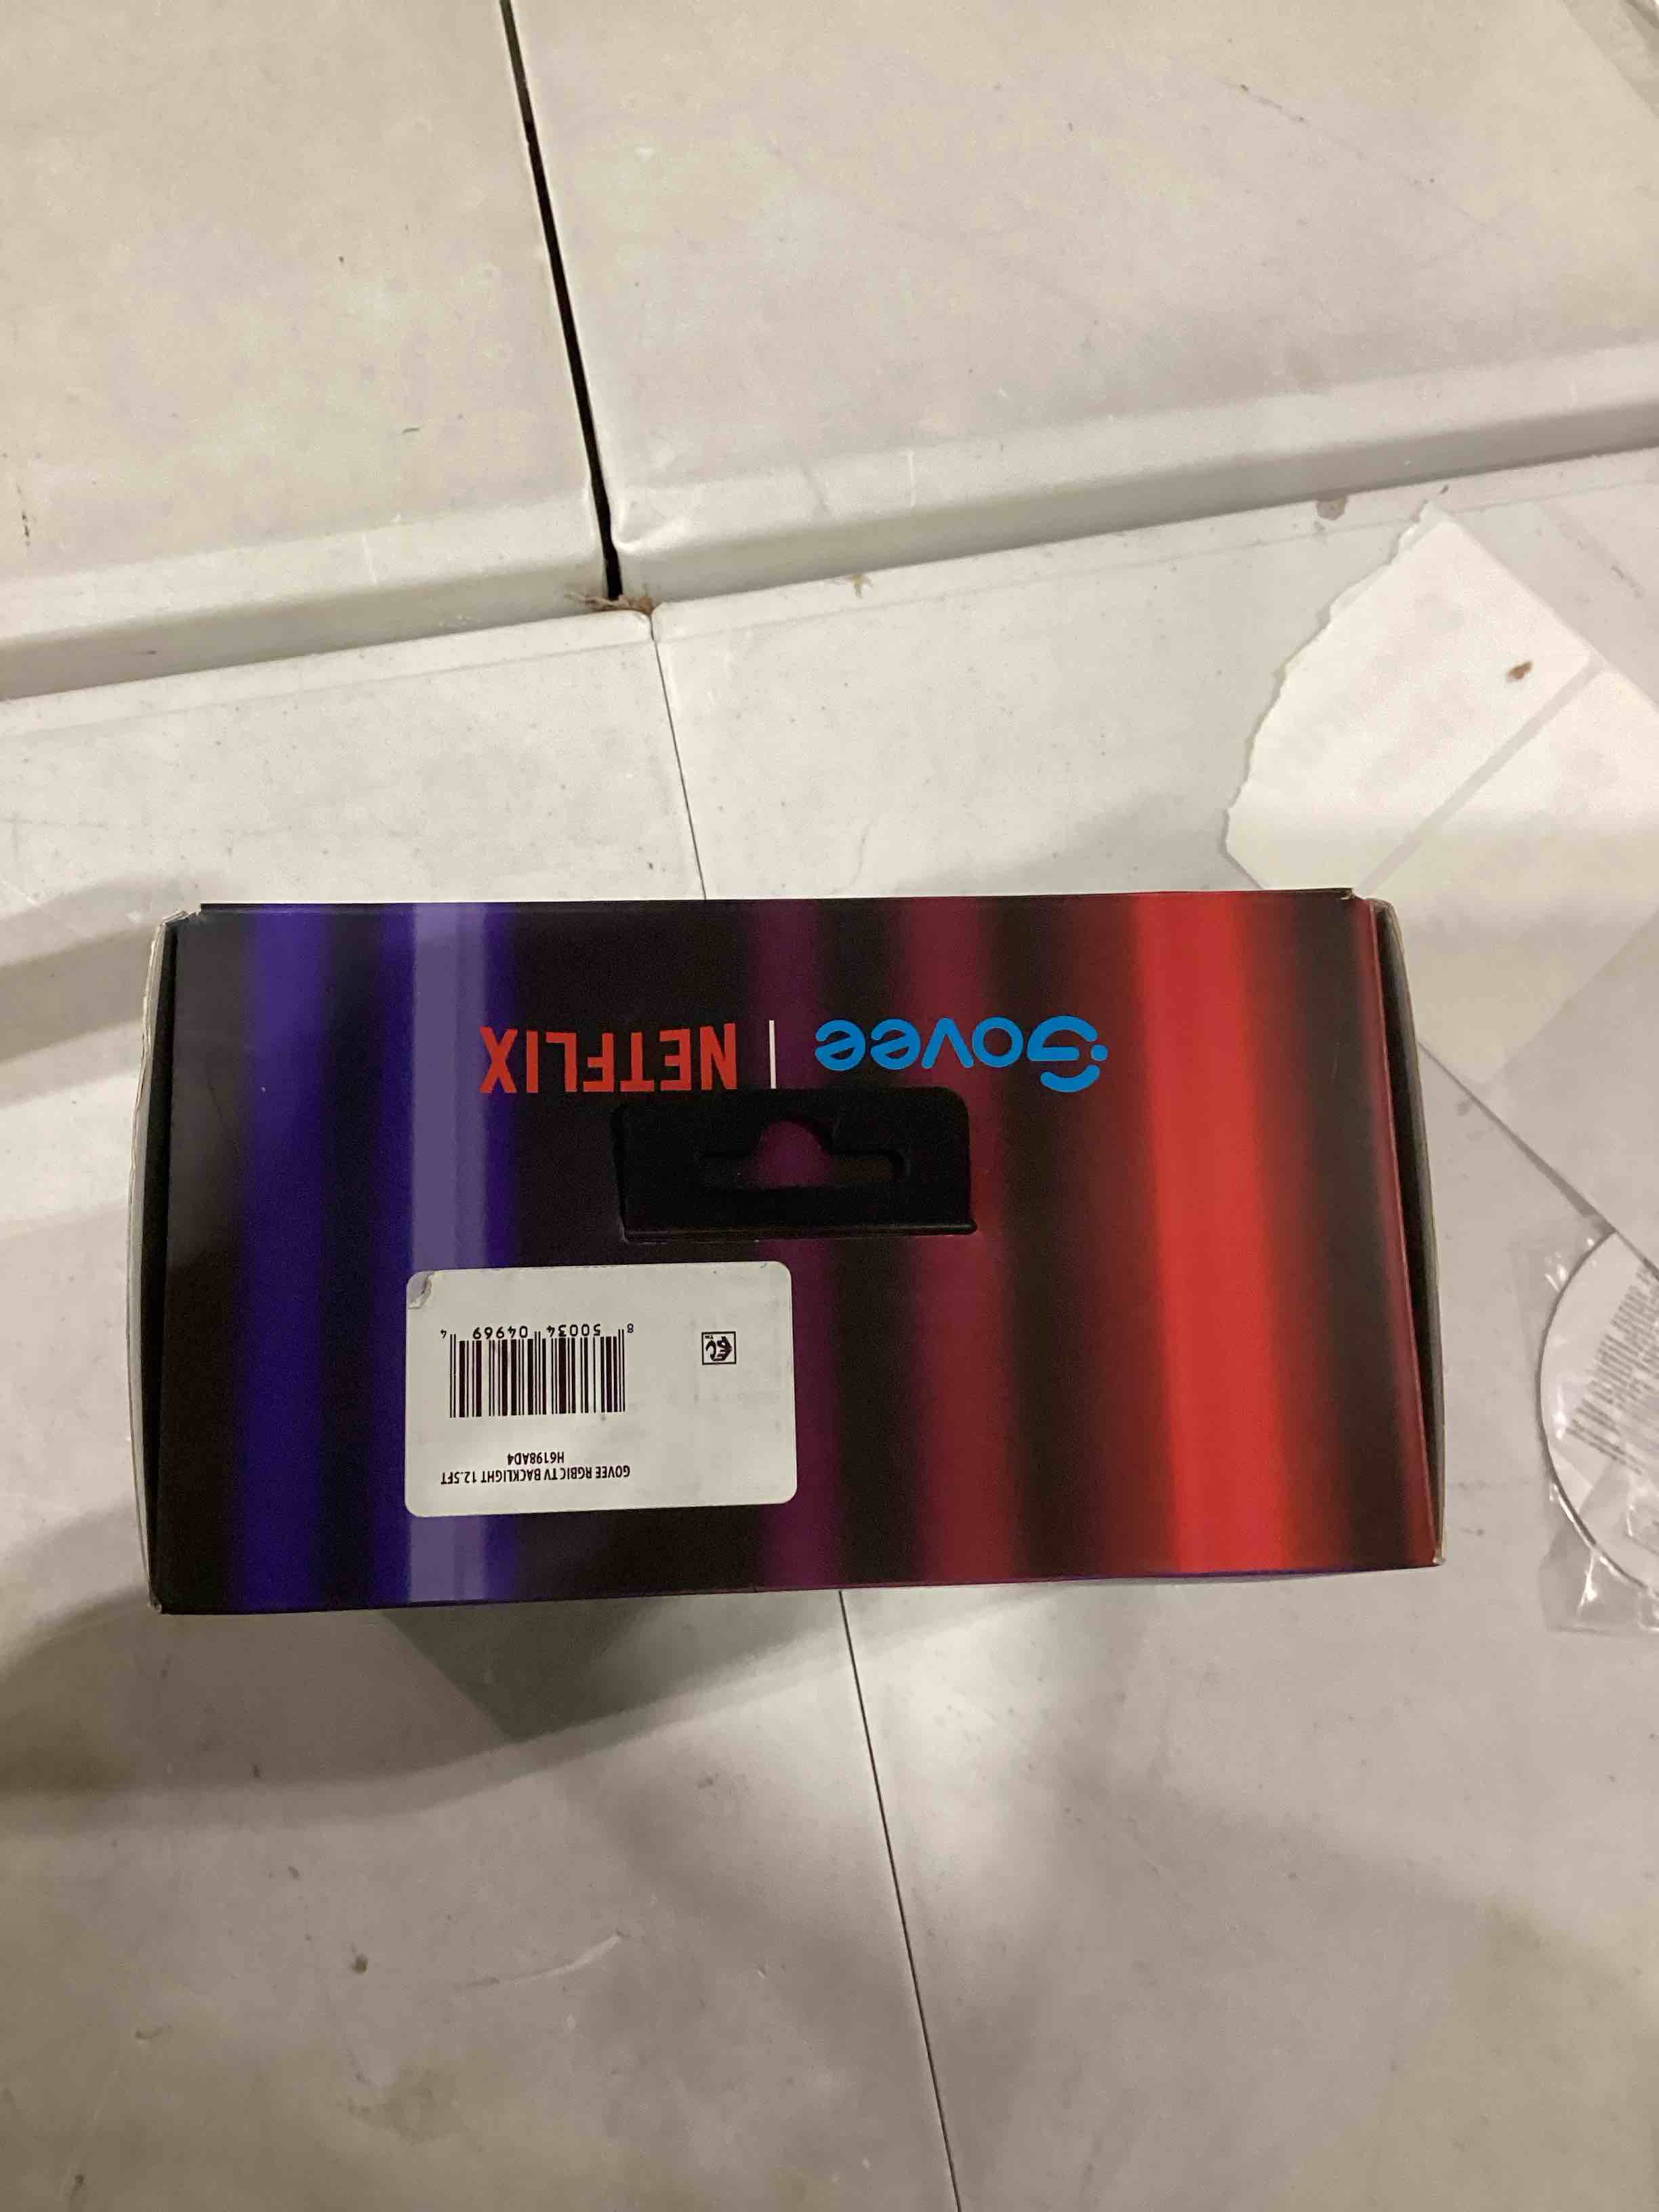 GOVEE RGBIC TV BACKLIGHT 12.5FT
H6198AD4
8 50034 04969 4
Govee | NETFLIX